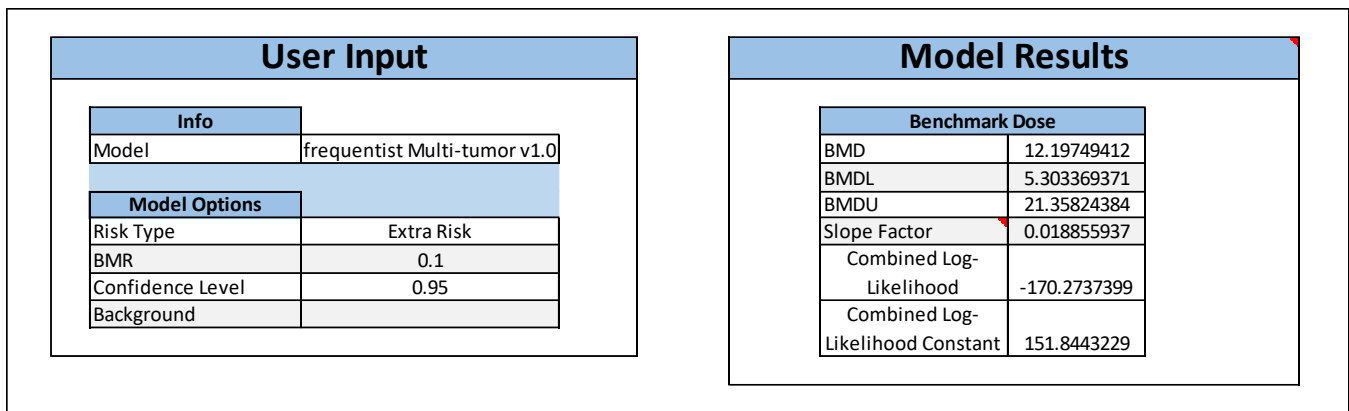 User Input
Info
Model frequentist Multi-tumor v1.0
Model Options
Risk Type Extra Risk
BMR 0.1
Confidence Level 0.95
Background
Model Results
Benchmark Dose
BMD 12.19749412
BMDL 5.303369371
BMDU 21.35824384
Slope Factor 0.018855937
Combined Log-
Likelihood -170.2737399
Combined Log-
Likelihood Constant 151.8443229